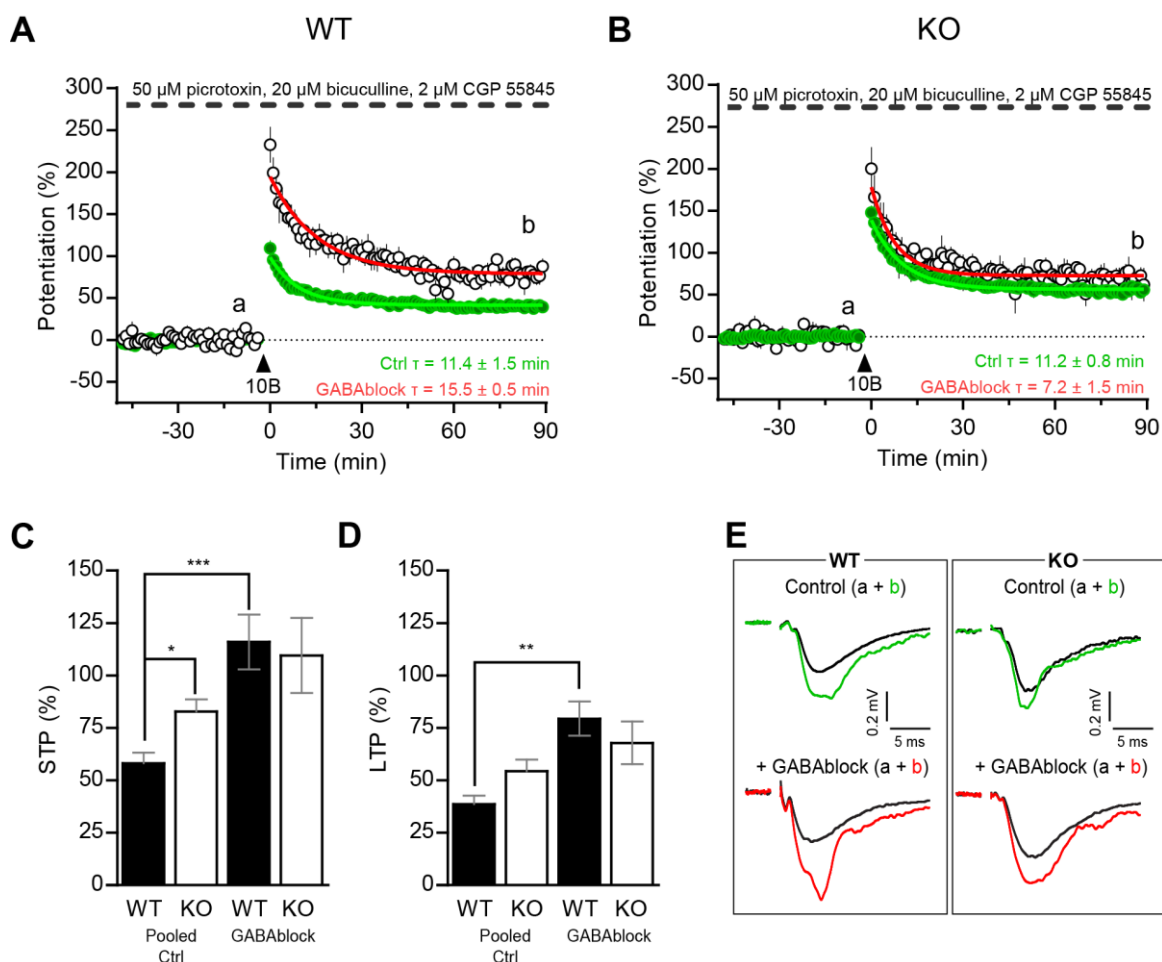 A
WT
50 µM picrotoxin, 20 µM bicuculline, 2 µM CGP 55845
Potentiation (%)
300
250
200
150
100
50
0
-50
a
b
10B
Ctrl τ = 11.4 ± 1.5 min
GABAblock τ = 15.5 ± 0.5 min
-30
0
30
60
90
Time (min)
B
KO
50 µM picrotoxin, 20 µM bicuculline, 2 µM CGP 55845
Potentiation (%)
300
250
200
150
100
50
0
-50
a
b
10B
Ctrl τ = 11.2 ± 0.8 min
GABAblock τ = 7.2 ± 1.5 min
-30
0
30
60
90
Time (min)
C
STP (%)
150
125
100
75
50
25
0
***
*
WT KO WT KO
Pooled Ctrl
GABAblock
D
LTP (%)
150
125
100
75
50
25
0
**
WT KO WT KO
Pooled Ctrl
GABAblock
E
WT
Control (a + b)
0.2 mV
5 ms
+ GABAblock (a + b)
KO
Control (a + b)
0.2 mV
5 ms
+ GABAblock (a + b)